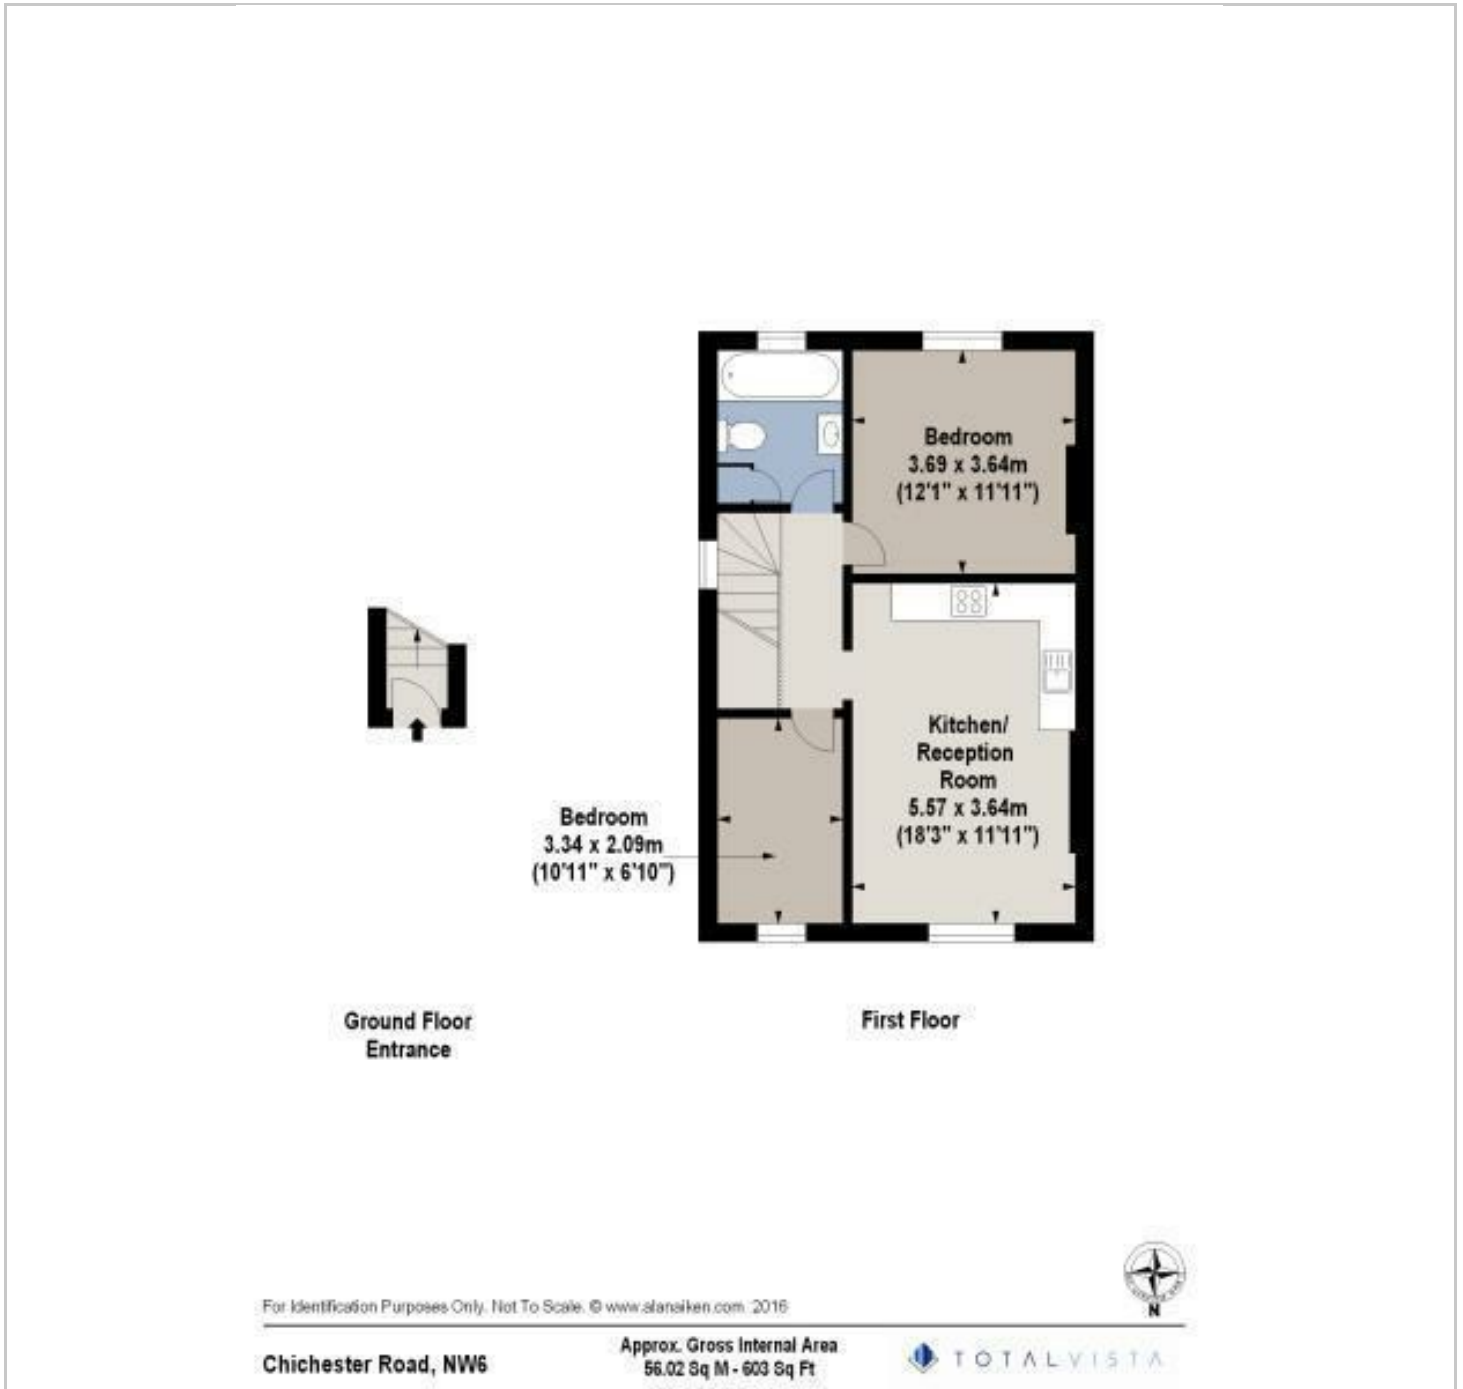 Bedroom
3.69 x 3.64m
(12'1" x 11'11")
Kitchen/
Reception
Room
5.57 x 3.64m
(18'3" x 11'11")
Bedroom
3.34 x 2.09m
(10'11" x 6'10")
Ground Floor
Entrance
First Floor
N
For Identification Purposes Only. Not To Scale. © www.alanaiken.com 2016
Chichester Road, NW6
Approx. Gross Internal Area
56.02 Sq M - 603 Sq Ft
TOTALVISTA